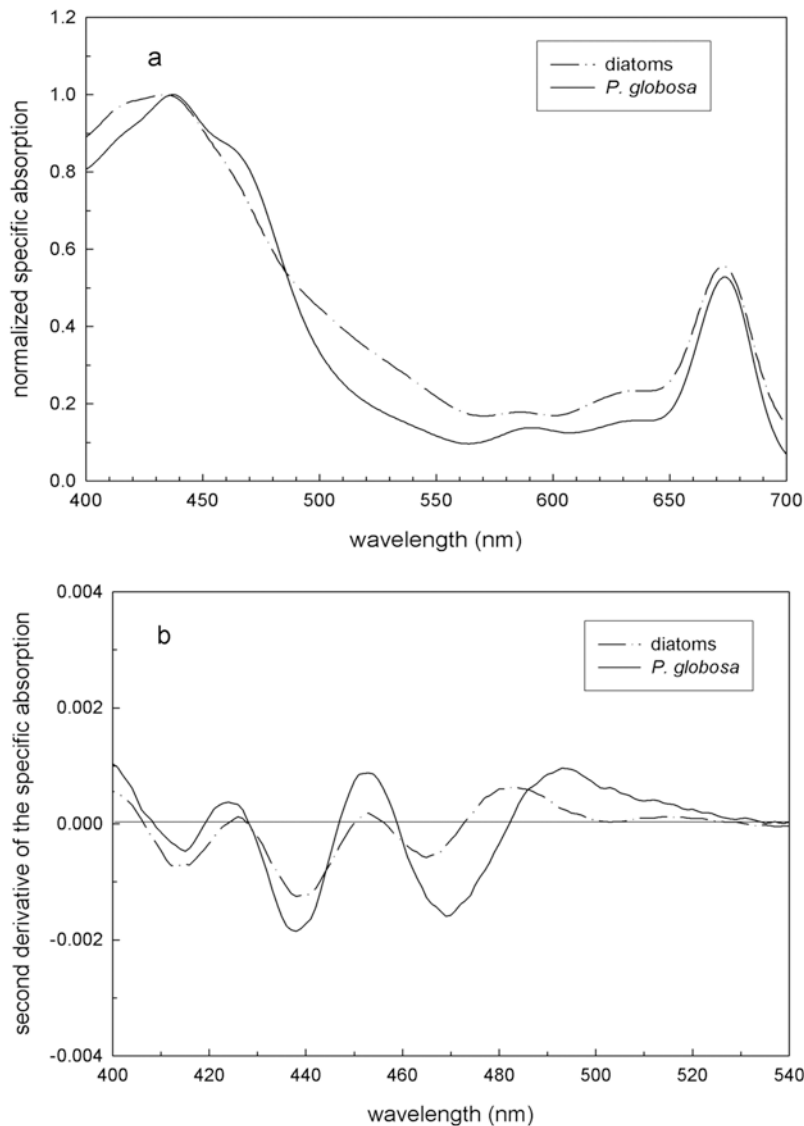 1.2
a
diatoms
P. globosa
1.0
0.8
0.6
0.4
0.2
0.0
normalized specific absorption
400 450 500 550 600 650 700
wavelength (nm)
0.004
b
diatoms
P. globosa
0.002
0.000
-0.002
-0.004
second derivative of the specific absorption
400 420 440 460 480 500 520 540
wavelength (nm)